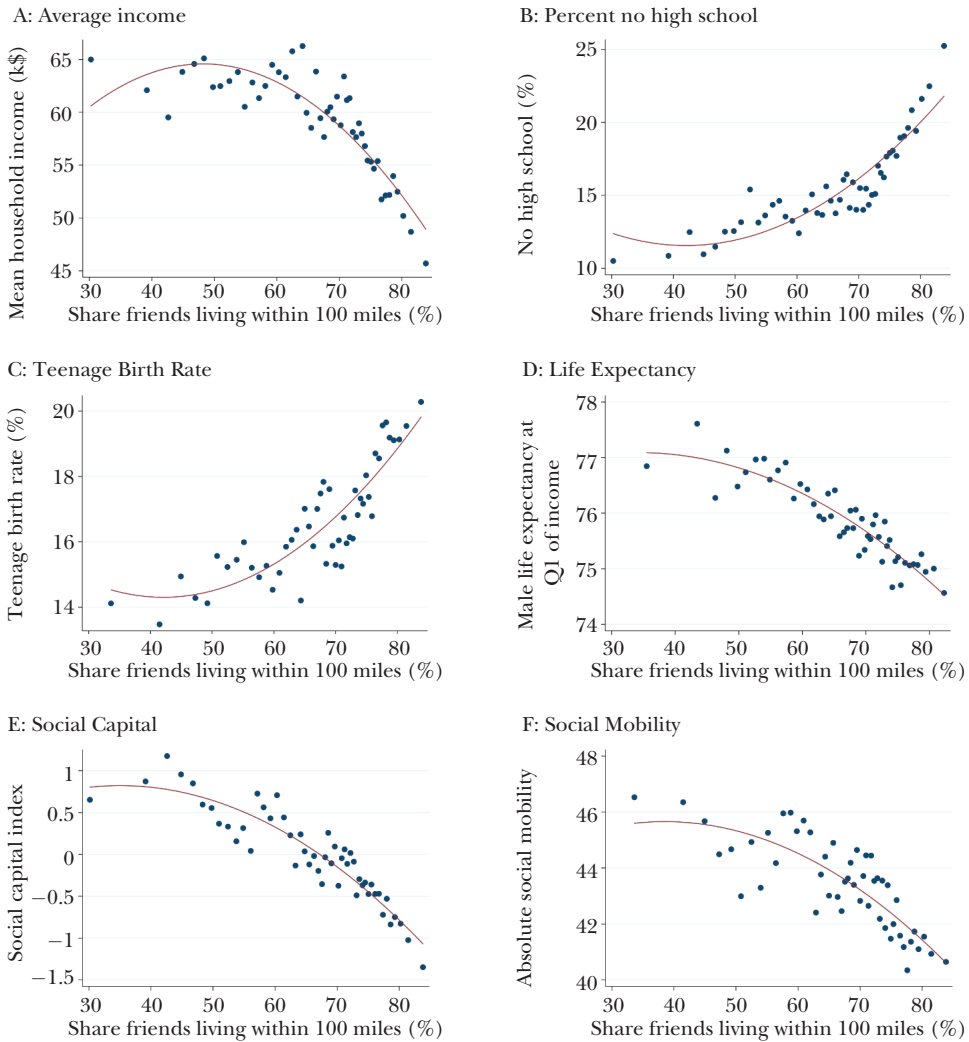 A: Average income
Mean household income (k$)
65
60
55
50
45
30 40 50 60 70 80
Share friends living within 100 miles (%)
B: Percent no high school
No high school (%)
25
20
15
10
30 40 50 60 70 80
Share friends living within 100 miles (%)
C: Teenage Birth Rate
Teenage birth rate (%)
20
18
16
14
30 40 50 60 70 80
Share friends living within 100 miles (%)
D: Life Expectancy
Male life expectancy at
Q1 of income
78
77
76
75
74
30 40 50 60 70 80
Share friends living within 100 miles (%)
E: Social Capital
Social capital index
1
0.5
0
−0.5
−1
−1.5
30 40 50 60 70 80
Share friends living within 100 miles (%)
F: Social Mobility
Absolute social mobility
48
46
44
42
40
30 40 50 60 70 80
Share friends living within 100 miles (%)